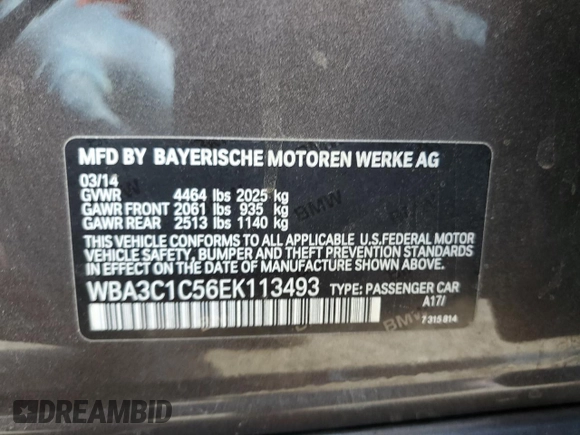 MFD BY BAYERISCHE MOTOREN WERKE AG
03/14
GVWR 4464 lbs 2025 kg
GAWR FRONT 2061 lbs 935 kg
GAWR REAR 2513 lbs 1140 kg
THIS VEHICLE CONFORMS TO ALL APPLICABLE U.S.FEDERAL MOTOR
VEHICLE SAFETY, BUMPER AND THEFT PREVENTION STANDARDS
IN EFFECT ON THE DATE OF MANUFACTURE SHOWN ABOVE.
WBA3C1C56EK113493 TYPE: PASSENGER CAR
A17/
7 315 814
BMW
DREAMBID